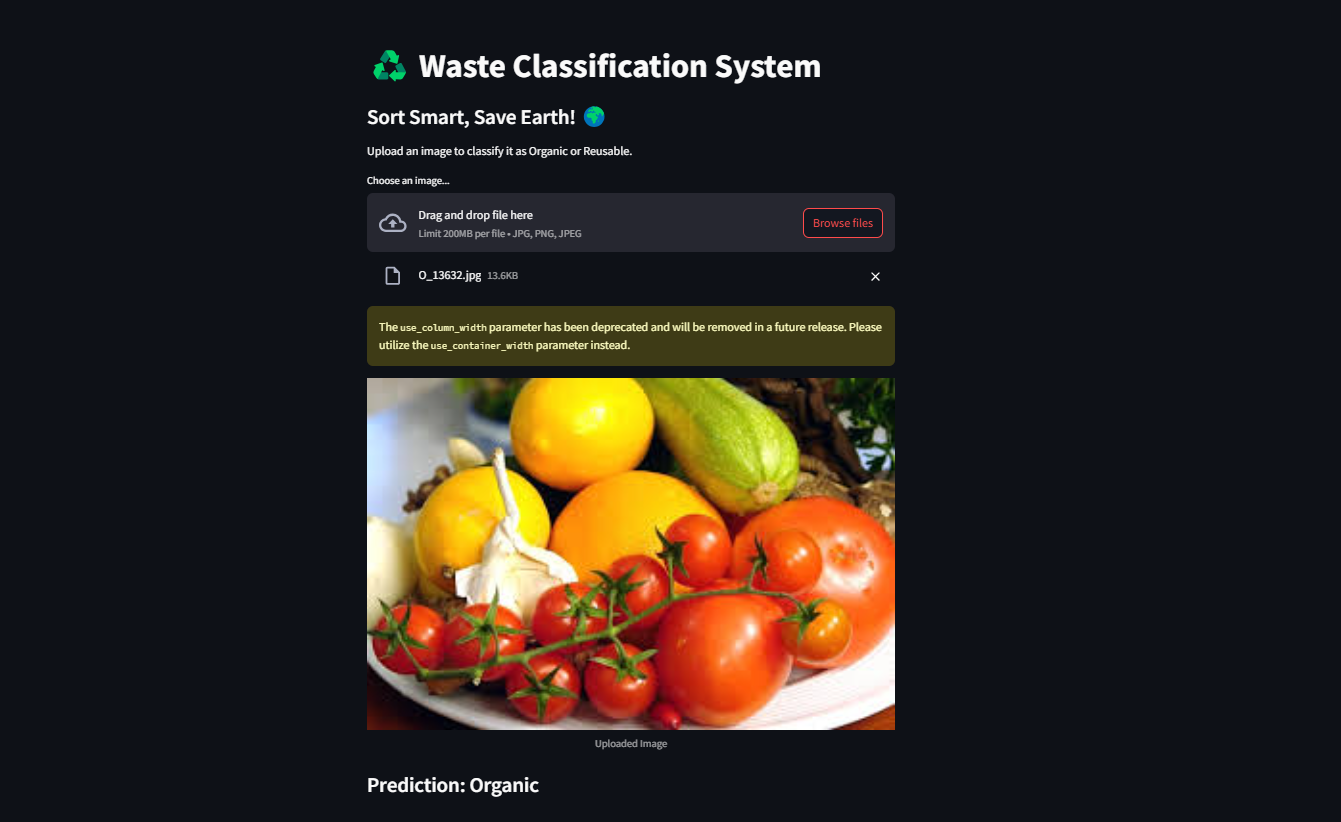 Waste Classification System
Sort Smart, Save Earth!
Upload an image to classify it as Organic or Reusable.
Choose an image...
Drag and drop file here
Limit 200MB per file • JPG, PNG, JPEG
Browse files
O_13632.jpg 13.6KB
The use_column_width parameter has been deprecated and will be removed in a future release. Please
utilize the use_container_width parameter instead.
Uploaded Image
Prediction: Organic